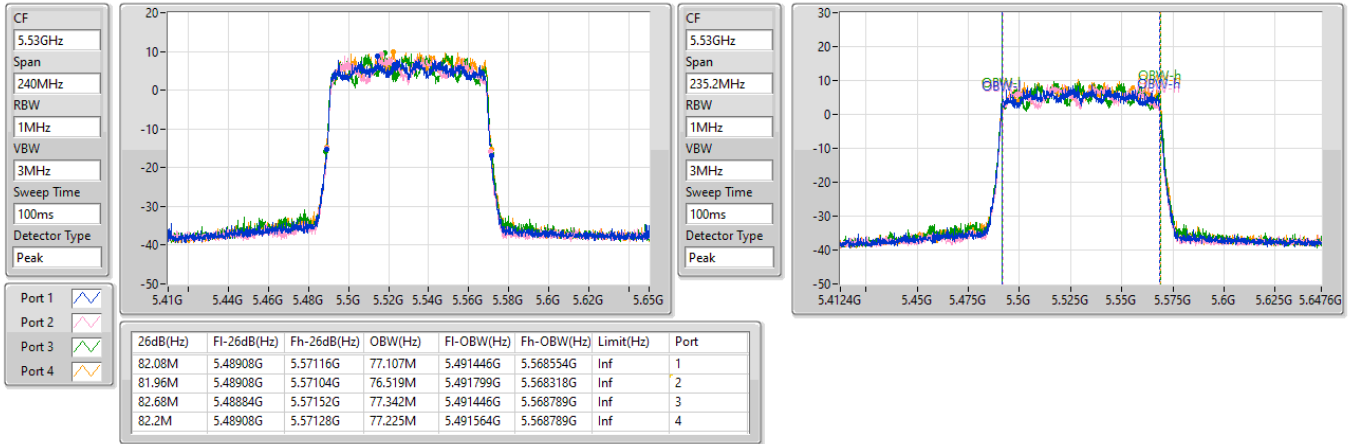 CF
5.53GHz
Span
240MHz
RBW
1MHz
VBW
3MHz
Sweep Time
100ms
Detector Type
Peak
20-
10-
0-
-10-
-20-
-30-
-40-
-50-
5.41G 5.44G 5.46G 5.48G 5.5G 5.52G 5.54G 5.56G 5.58G 5.6G 5.62G 5.65G
CF
5.53GHz
Span
235.2MHz
RBW
1MHz
VBW
3MHz
Sweep Time
100ms
Detector Type
Peak
30-
20-
10-
0-
-10-
-20-
-30-
-40-
-50-
OBW-l
OBW-h
OBW-h
5.4124G 5.45G 5.475G 5.5G 5.525G 5.55G 5.575G 5.6G 5.625G 5.6476G
Port 1
Port 2
Port 3
Port 4
26dB(Hz) Fl-26dB(Hz) Fh-26dB(Hz) OBW(Hz) Fl-OBW(Hz) Fh-OBW(Hz) Limit(Hz) Port
82.08M 5.48908G 5.57116G 77.107M 5.491446G 5.568554G Inf 1
81.96M 5.48908G 5.57104G 76.519M 5.491799G 5.568318G Inf 2
82.68M 5.48884G 5.57152G 77.342M 5.491446G 5.568789G Inf 3
82.2M 5.48908G 5.57128G 77.225M 5.491564G 5.568789G Inf 4